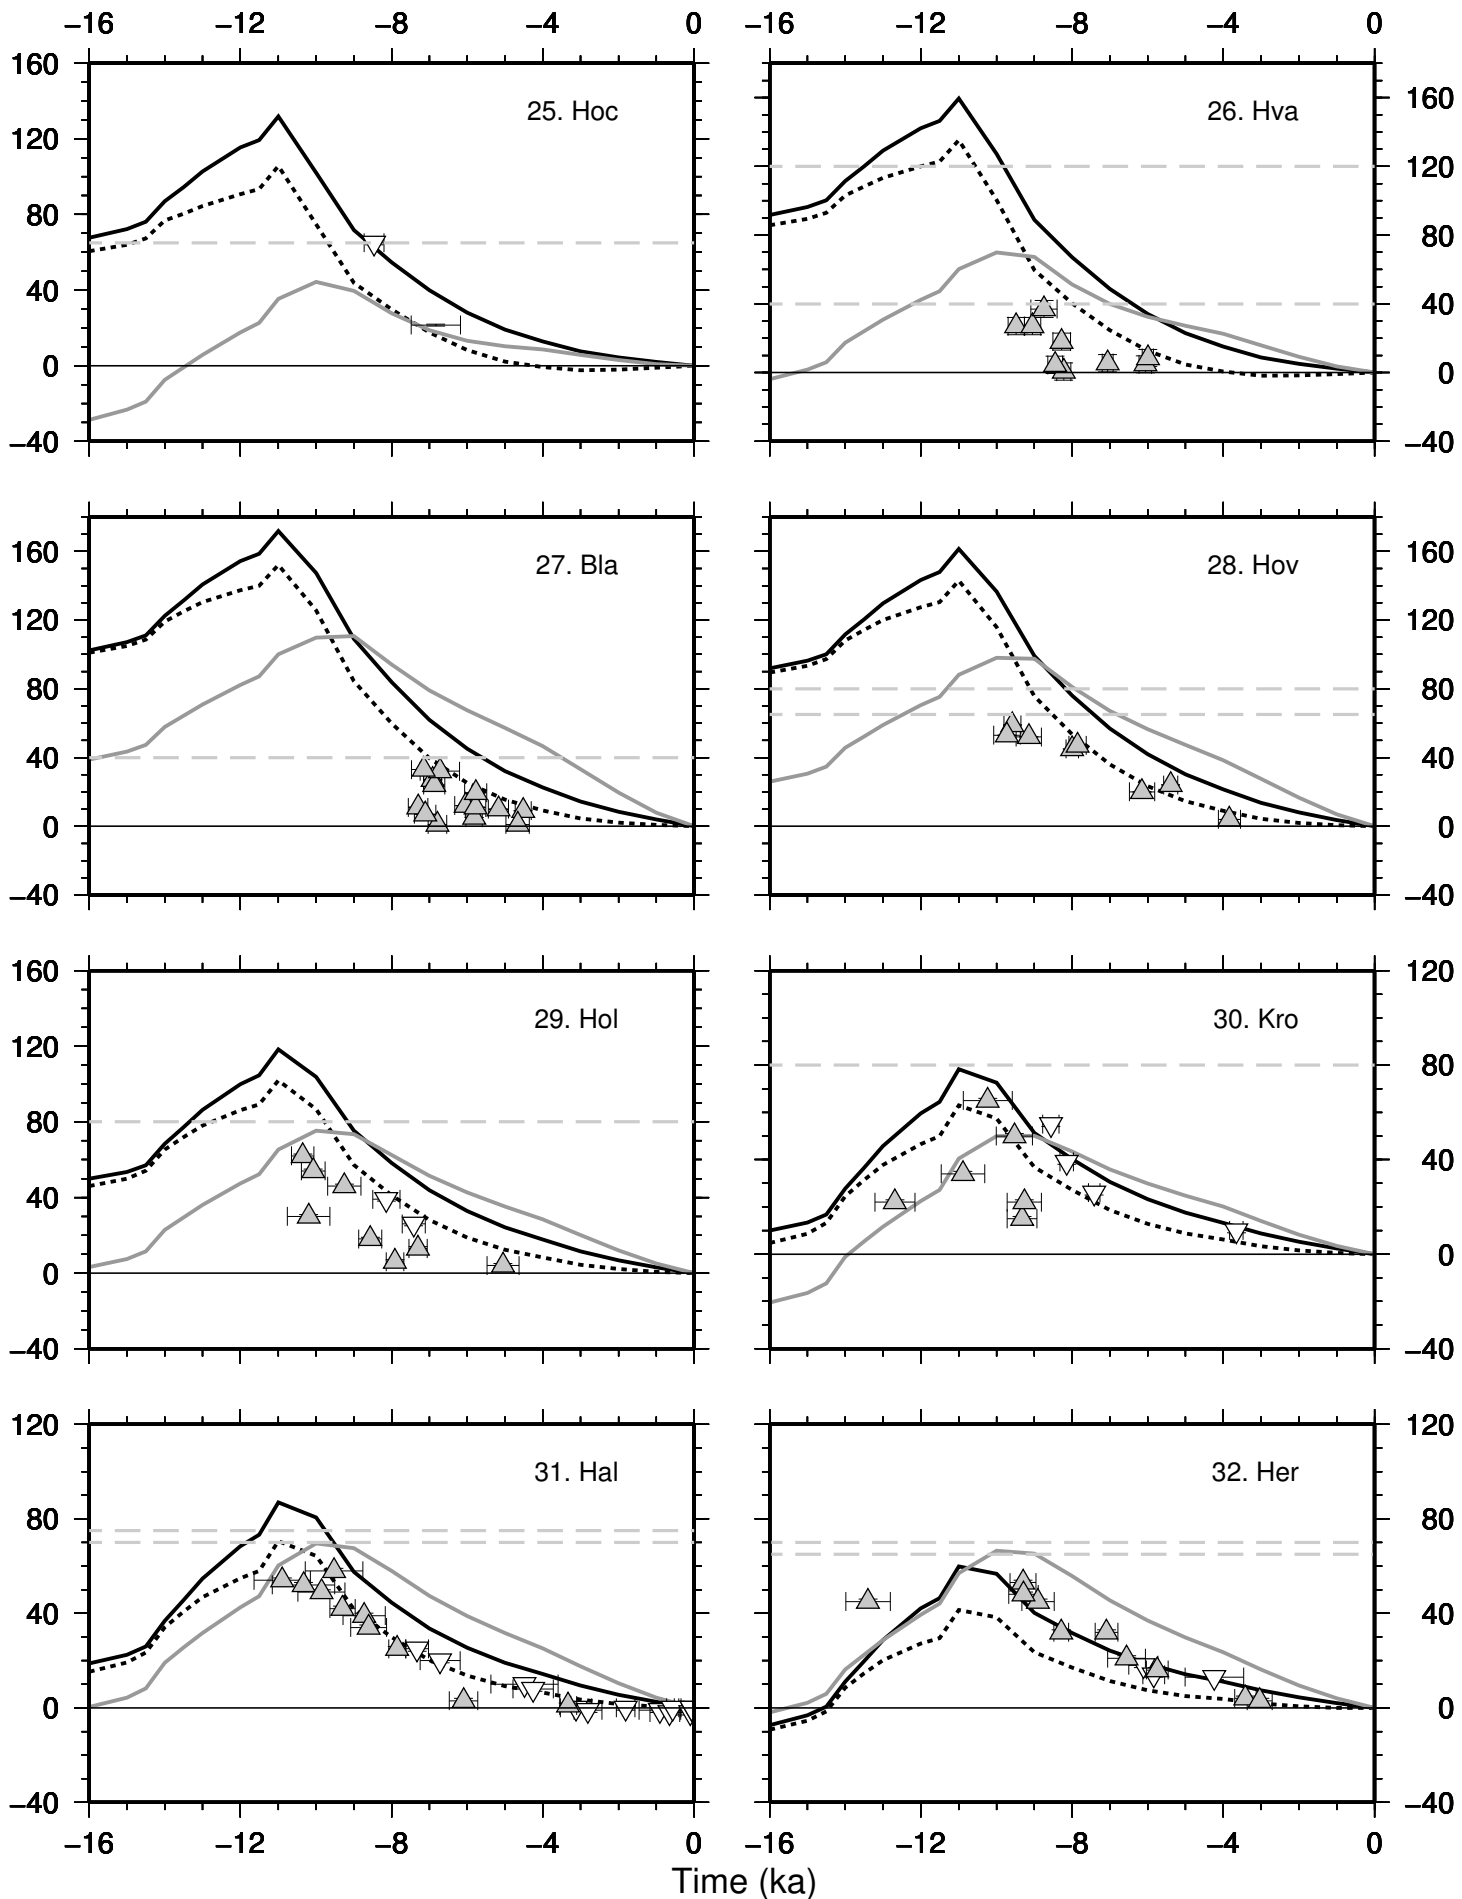 −16 −12 −8 −4 0 −16 −12 −8 −4 0
160 120 80 40 0 −40 25. Hoc
26. Hva 160 120 80 40 0 −40
160 120 80 40 0 −40 27. Bla
28. Hov 160 120 80 40 0 −40
160 120 80 40 0 −40 29. Hol
30. Kro 120 80 40 0 −40
120 80 40 0 −40 31. Hal
32. Her 120 80 40 0 −40
−16 −12 −8 −4 0 −16 −12 −8 −4 0
Time (ka)